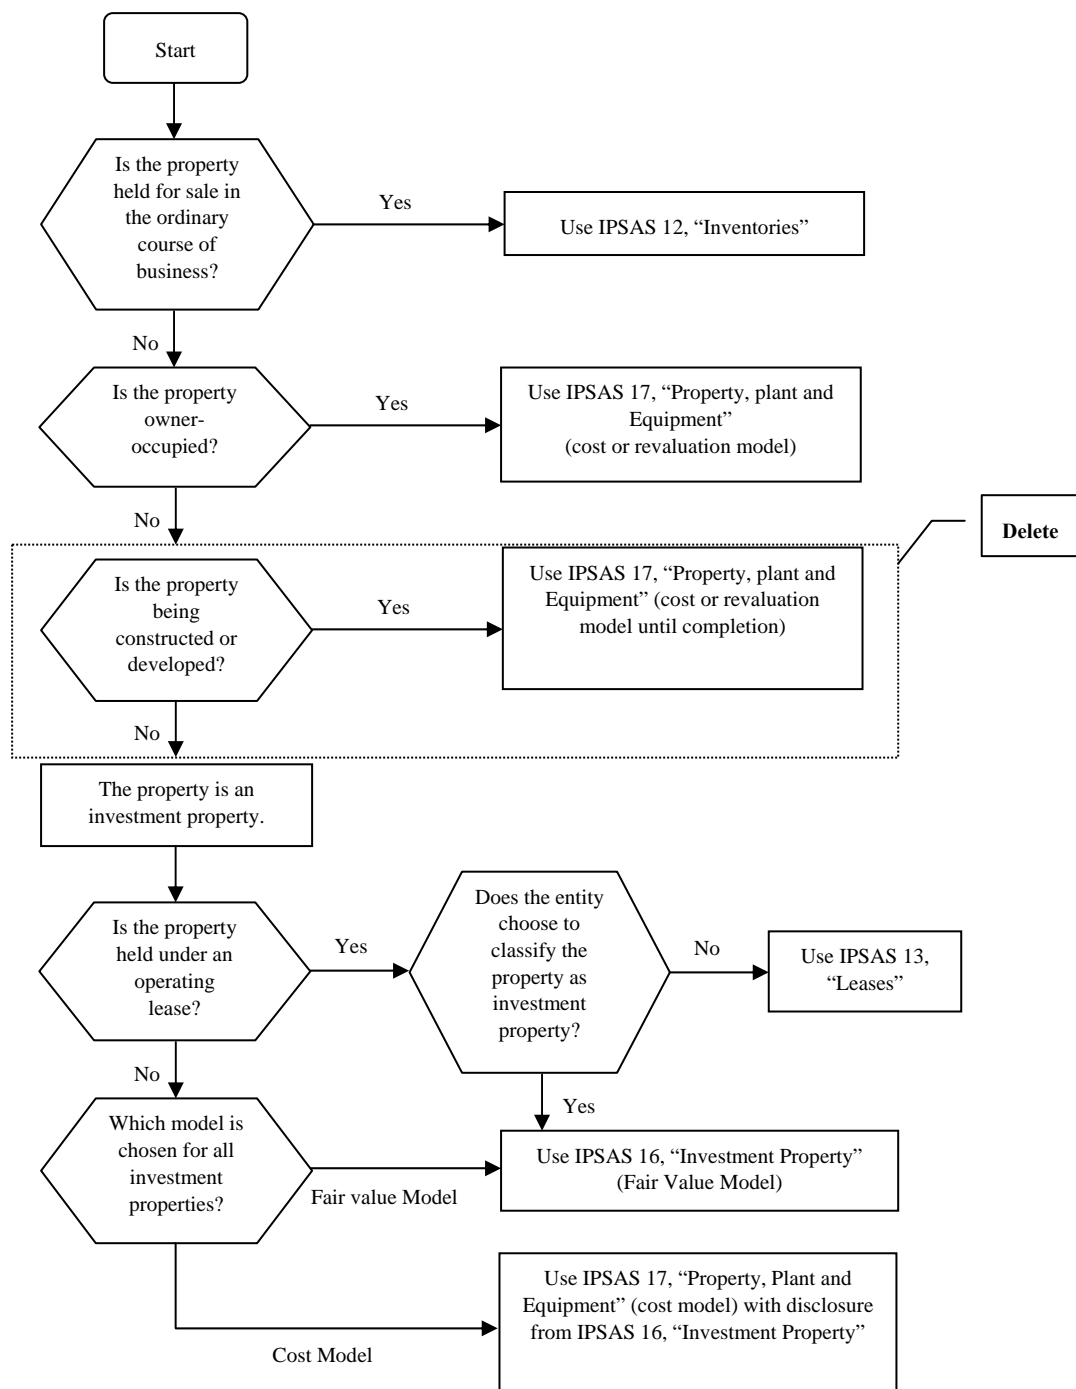 Start
Is the property
held for sale in
the ordinary
course of
business?
Yes
Use IPSAS 12, “Inventories”
No
Is the property
owner-
occupied?
Yes
Use IPSAS 17, “Property, plant and
Equipment”
(cost or revaluation model)
No
Delete
Is the property
being
constructed or
developed?
Yes
Use IPSAS 17, “Property, plant and
Equipment” (cost or revaluation
model until completion)
No
The property is an
investment property.
Is the property
held under an
operating
lease?
Yes
Does the entity
choose to
classify the
property as
investment
property?
No
Use IPSAS 13,
“Leases”
No
Yes
Which model is
chosen for all
investment
properties?
Fair value Model
Use IPSAS 16, “Investment Property”
(Fair Value Model)
Cost Model
Use IPSAS 17, “Property, Plant and
Equipment” (cost model) with disclosure
from IPSAS 16, “Investment Property”